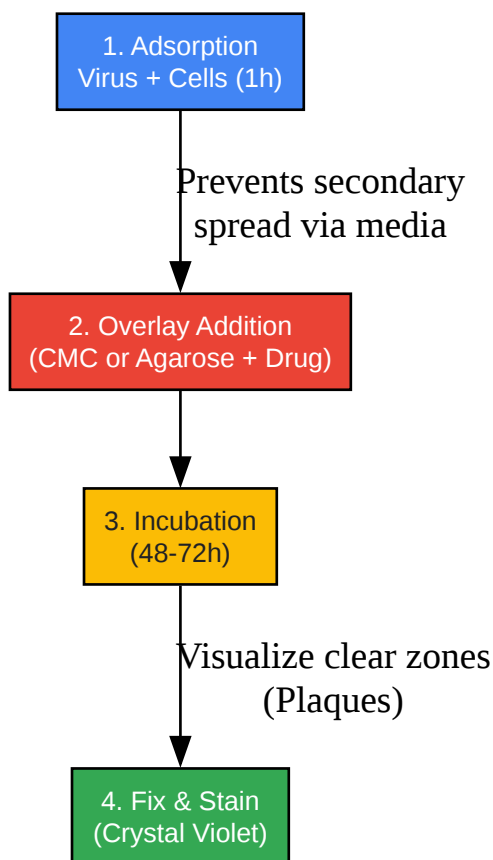 1. Adsorption
Virus + Cells (1h)
Prevents secondary
spread via media
2. Overlay Addition
(CMC or Agarose + Drug)
3. Incubation
(48-72h)
Visualize clear zones
(Plaques)
4. Fix & Stain
(Crystal Violet)